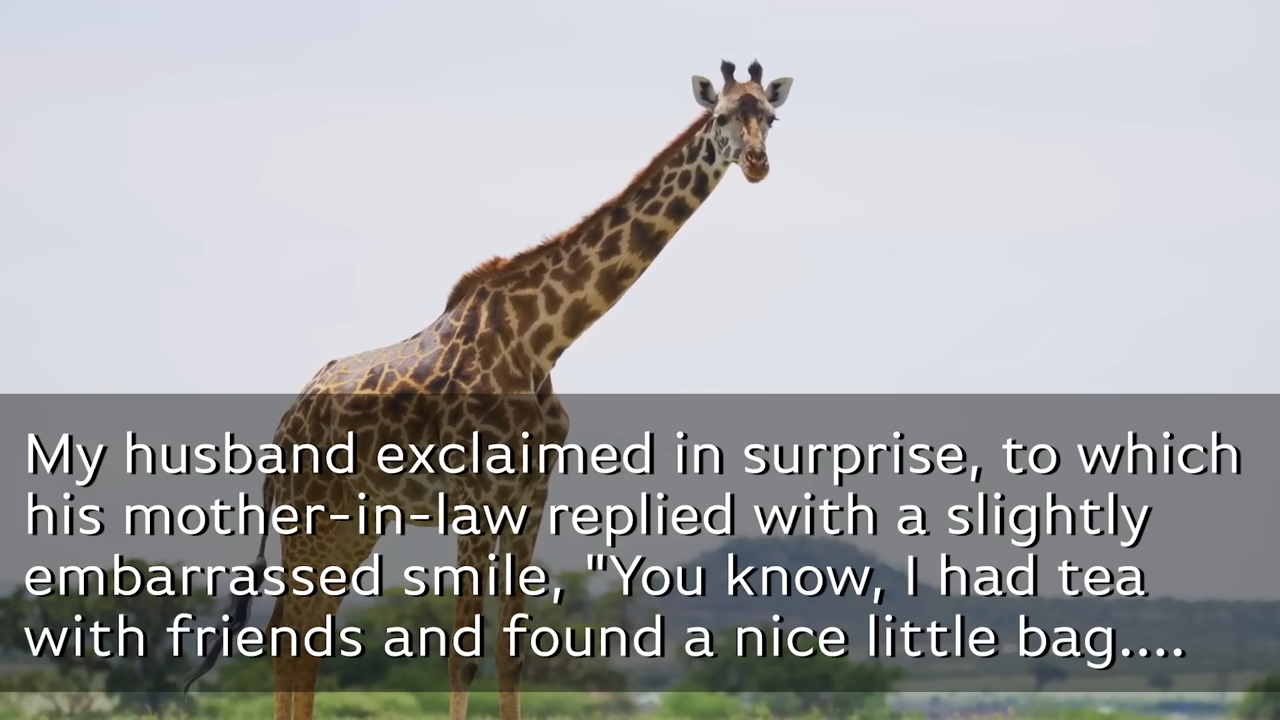 My husband exclaimed in surprise, to which
his mother-in-law replied with a slightly
embarrassed smile, "You know, I had tea
with friends and found a nice little bag....